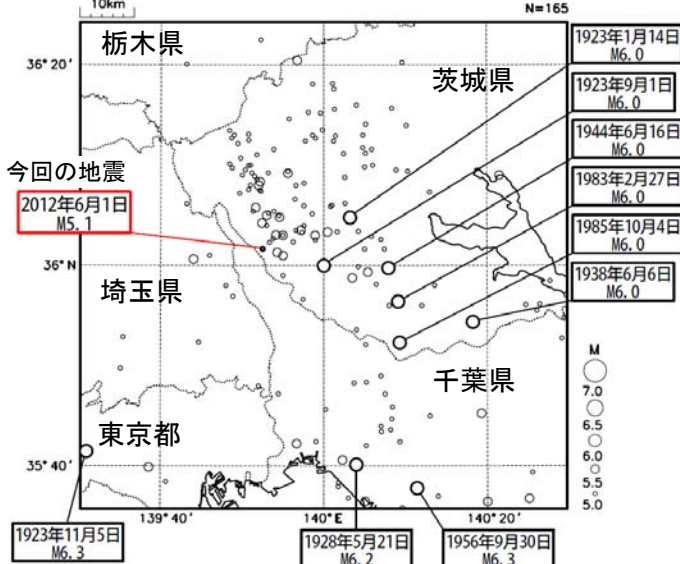 10km
N=165
栃木県
1923年1月14日
M6.0
36°20′
茨城県
1923年9月1日
M6.0
1944年6月16日
M6.0
今回の地震
1983年2月27日
M6.0
2012年6月1日
M5.1
1985年10月4日
M6.0
36°N
1938年6月6日
M6.0
埼玉県
千葉県
M
7.0
6.5
6.0
5.5
5.0
東京都
35°40′
139°40′
140°E
140°20′
1923年11月5日
M6.3
1928年5月21日
M6.2
1956年9月30日
M6.3